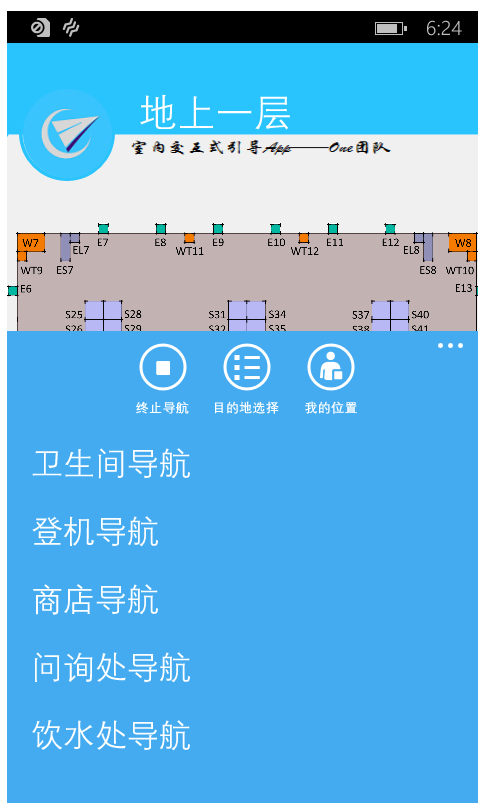 6:24
地上一层
室内交互式引导App——One团队
W7 E7 E8 E9 E10 E11 E12 W8
EL7 WT11 WT12 EL8
WT9 ES7 ES8 WT10
E6 E13
S25 S28 S31 S34 S37 S40
S26 S29 S32 S35 S38 S41
终止导航 目的地选择 我的位置
卫生间导航
登机导航
商店导航
问询处导航
饮水处导航